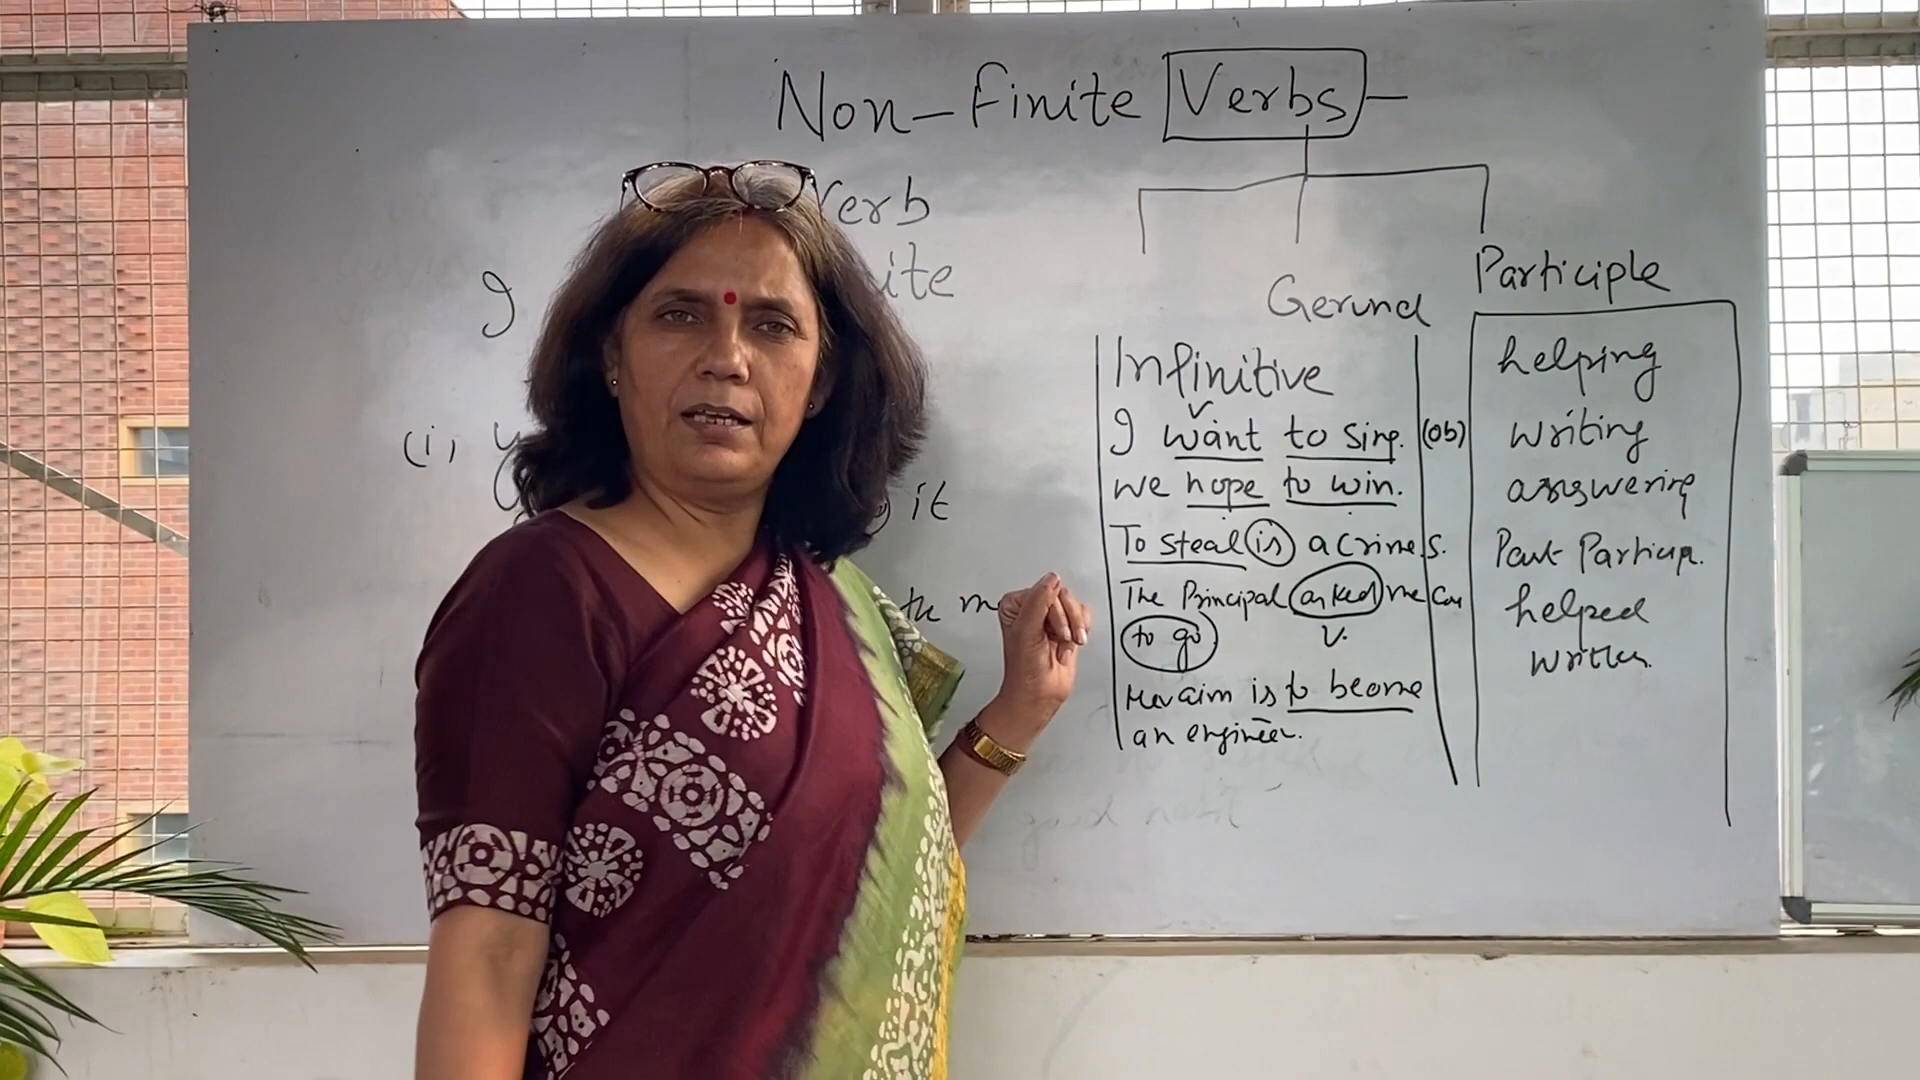 Non-finite Verbs-
Verb
ite
I
(i)
it
Gerund
Participle
Infinitive
I want to sing. (ob)
v
we hope to win.
To steal is a crime. s.
The Principal asked me
to go. v.
aim is to become
an engineer.
helping
writing
answering
Past Particip.
helped
written
good